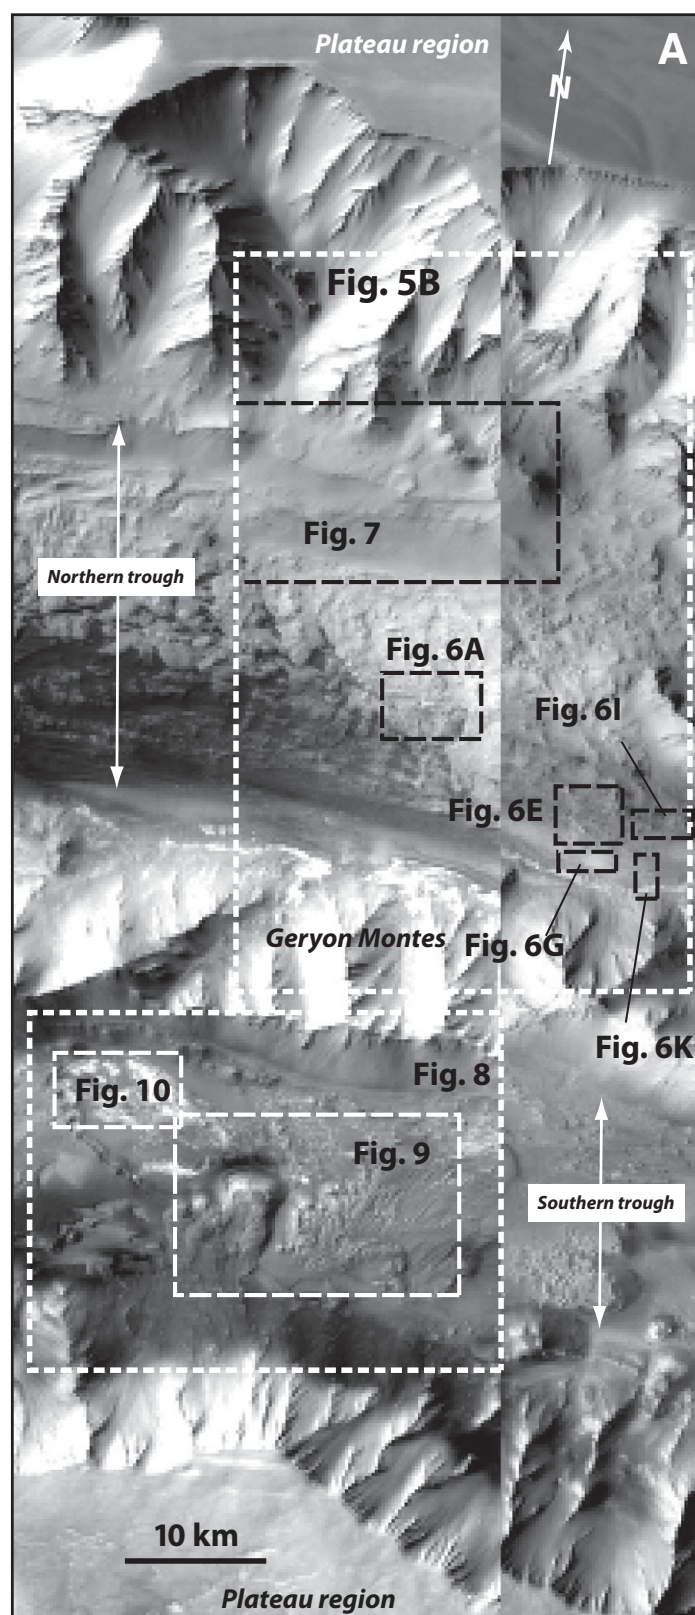 Plateau region
A
N
Fig. 5B
Fig. 7
Northern trough
Fig. 6A
Fig. 6I
Fig. 6E
Geryon Montes
Fig. 6G
Fig. 6K
Fig. 8
Fig. 10
Fig. 9
Southern trough
10 km
Plateau region